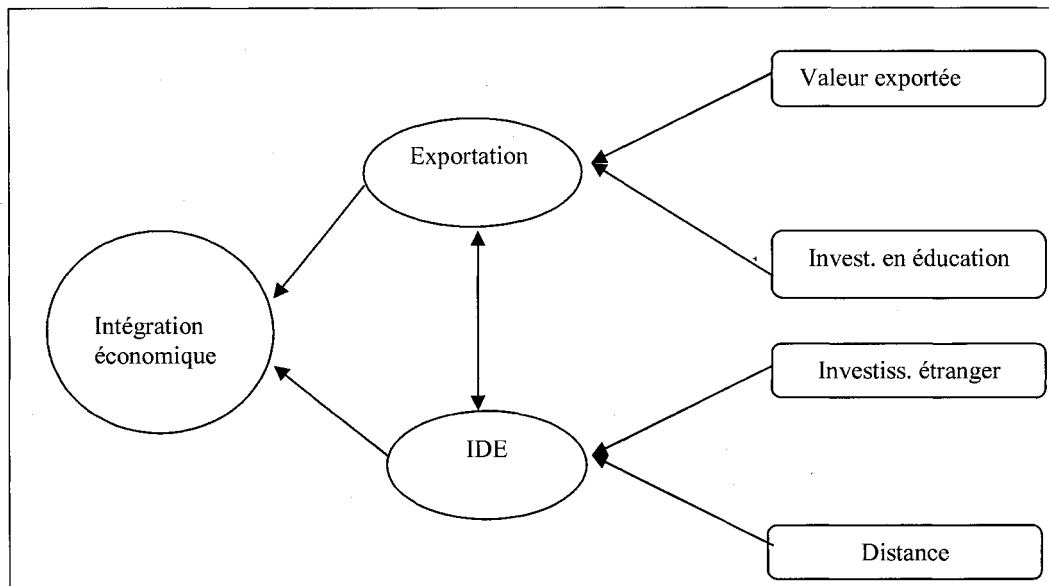 Valeur exportée
Exportation
Invest. en éducation
Intégration
économique
Investiss. étranger
IDE
Distance